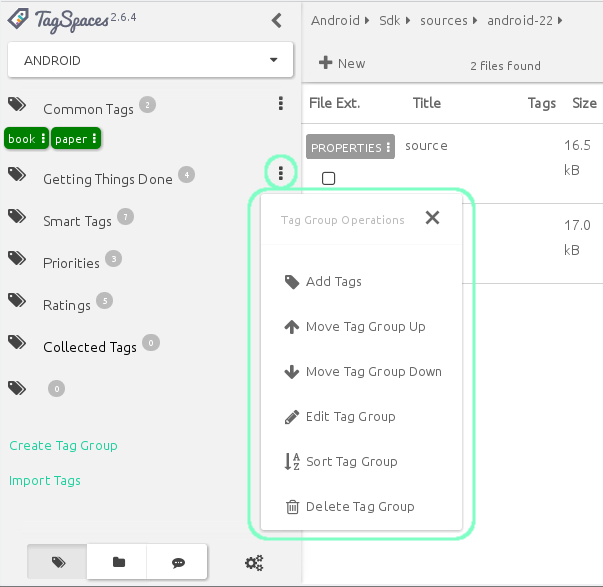 TagSpaces 2.6.4
ANDROID
Common Tags 2
book paper
Getting Things Done 4
Smart Tags 7
Priorities 3
Ratings 5
Collected Tags 0
0
Create Tag Group
Import Tags
Android Sdk sources android-22
New
2 files found
File Ext. Title Tags Size
PROPERTIES source 16.5
kB
17.0
kB
Tag Group Operations
Add Tags
Move Tag Group Up
Move Tag Group Down
Edit Tag Group
Sort Tag Group
Delete Tag Group